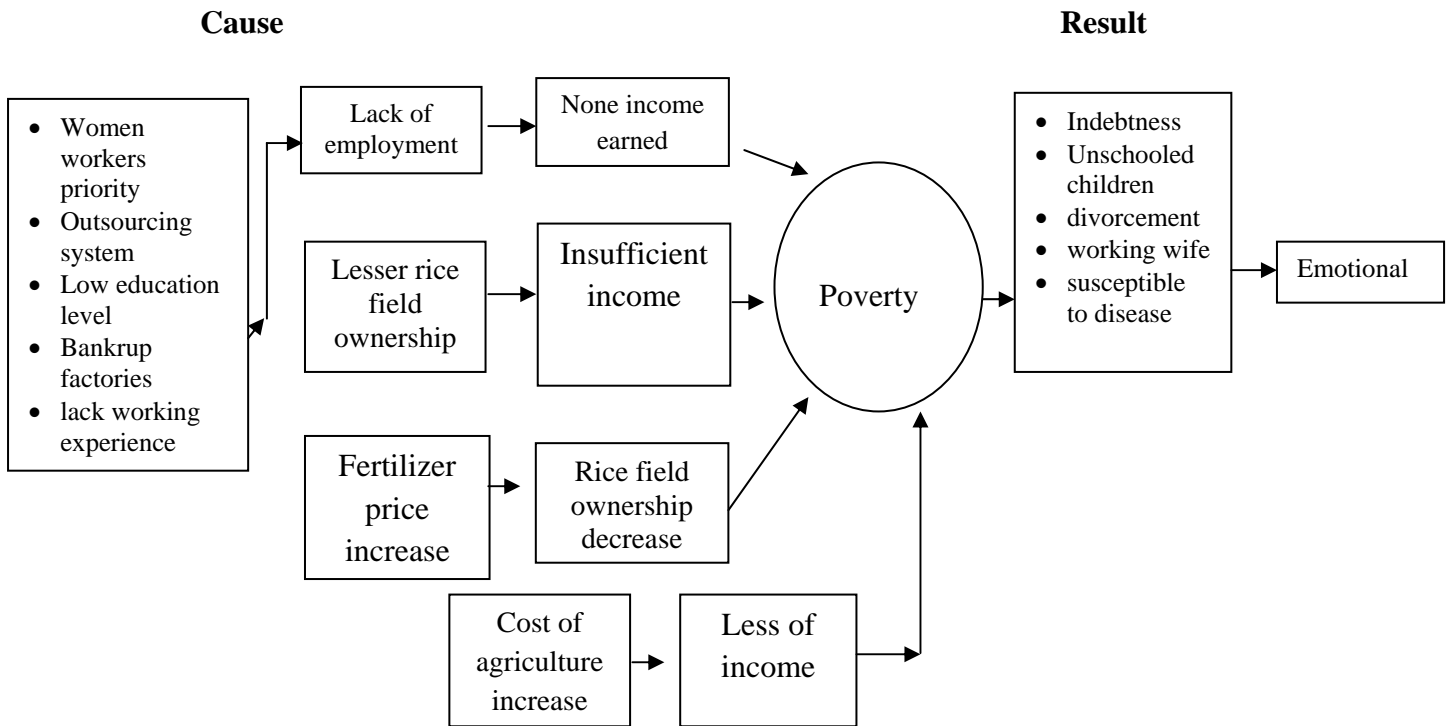 Cause
Result
• Women
workers
priority
• Outsourcing
system
• Low education
level
• Bankrup
factories
• lack working
experience
Lack of
employment
None income
earned
Lesser rice
field
ownership
Insufficient
income
Fertilizer
price
increase
Rice field
ownership
decrease
Cost of
agriculture
increase
Less of
income
Poverty
• Indebtness
• Unschooled
children
• divorcement
• working wife
• susceptible
to disease
Emotional